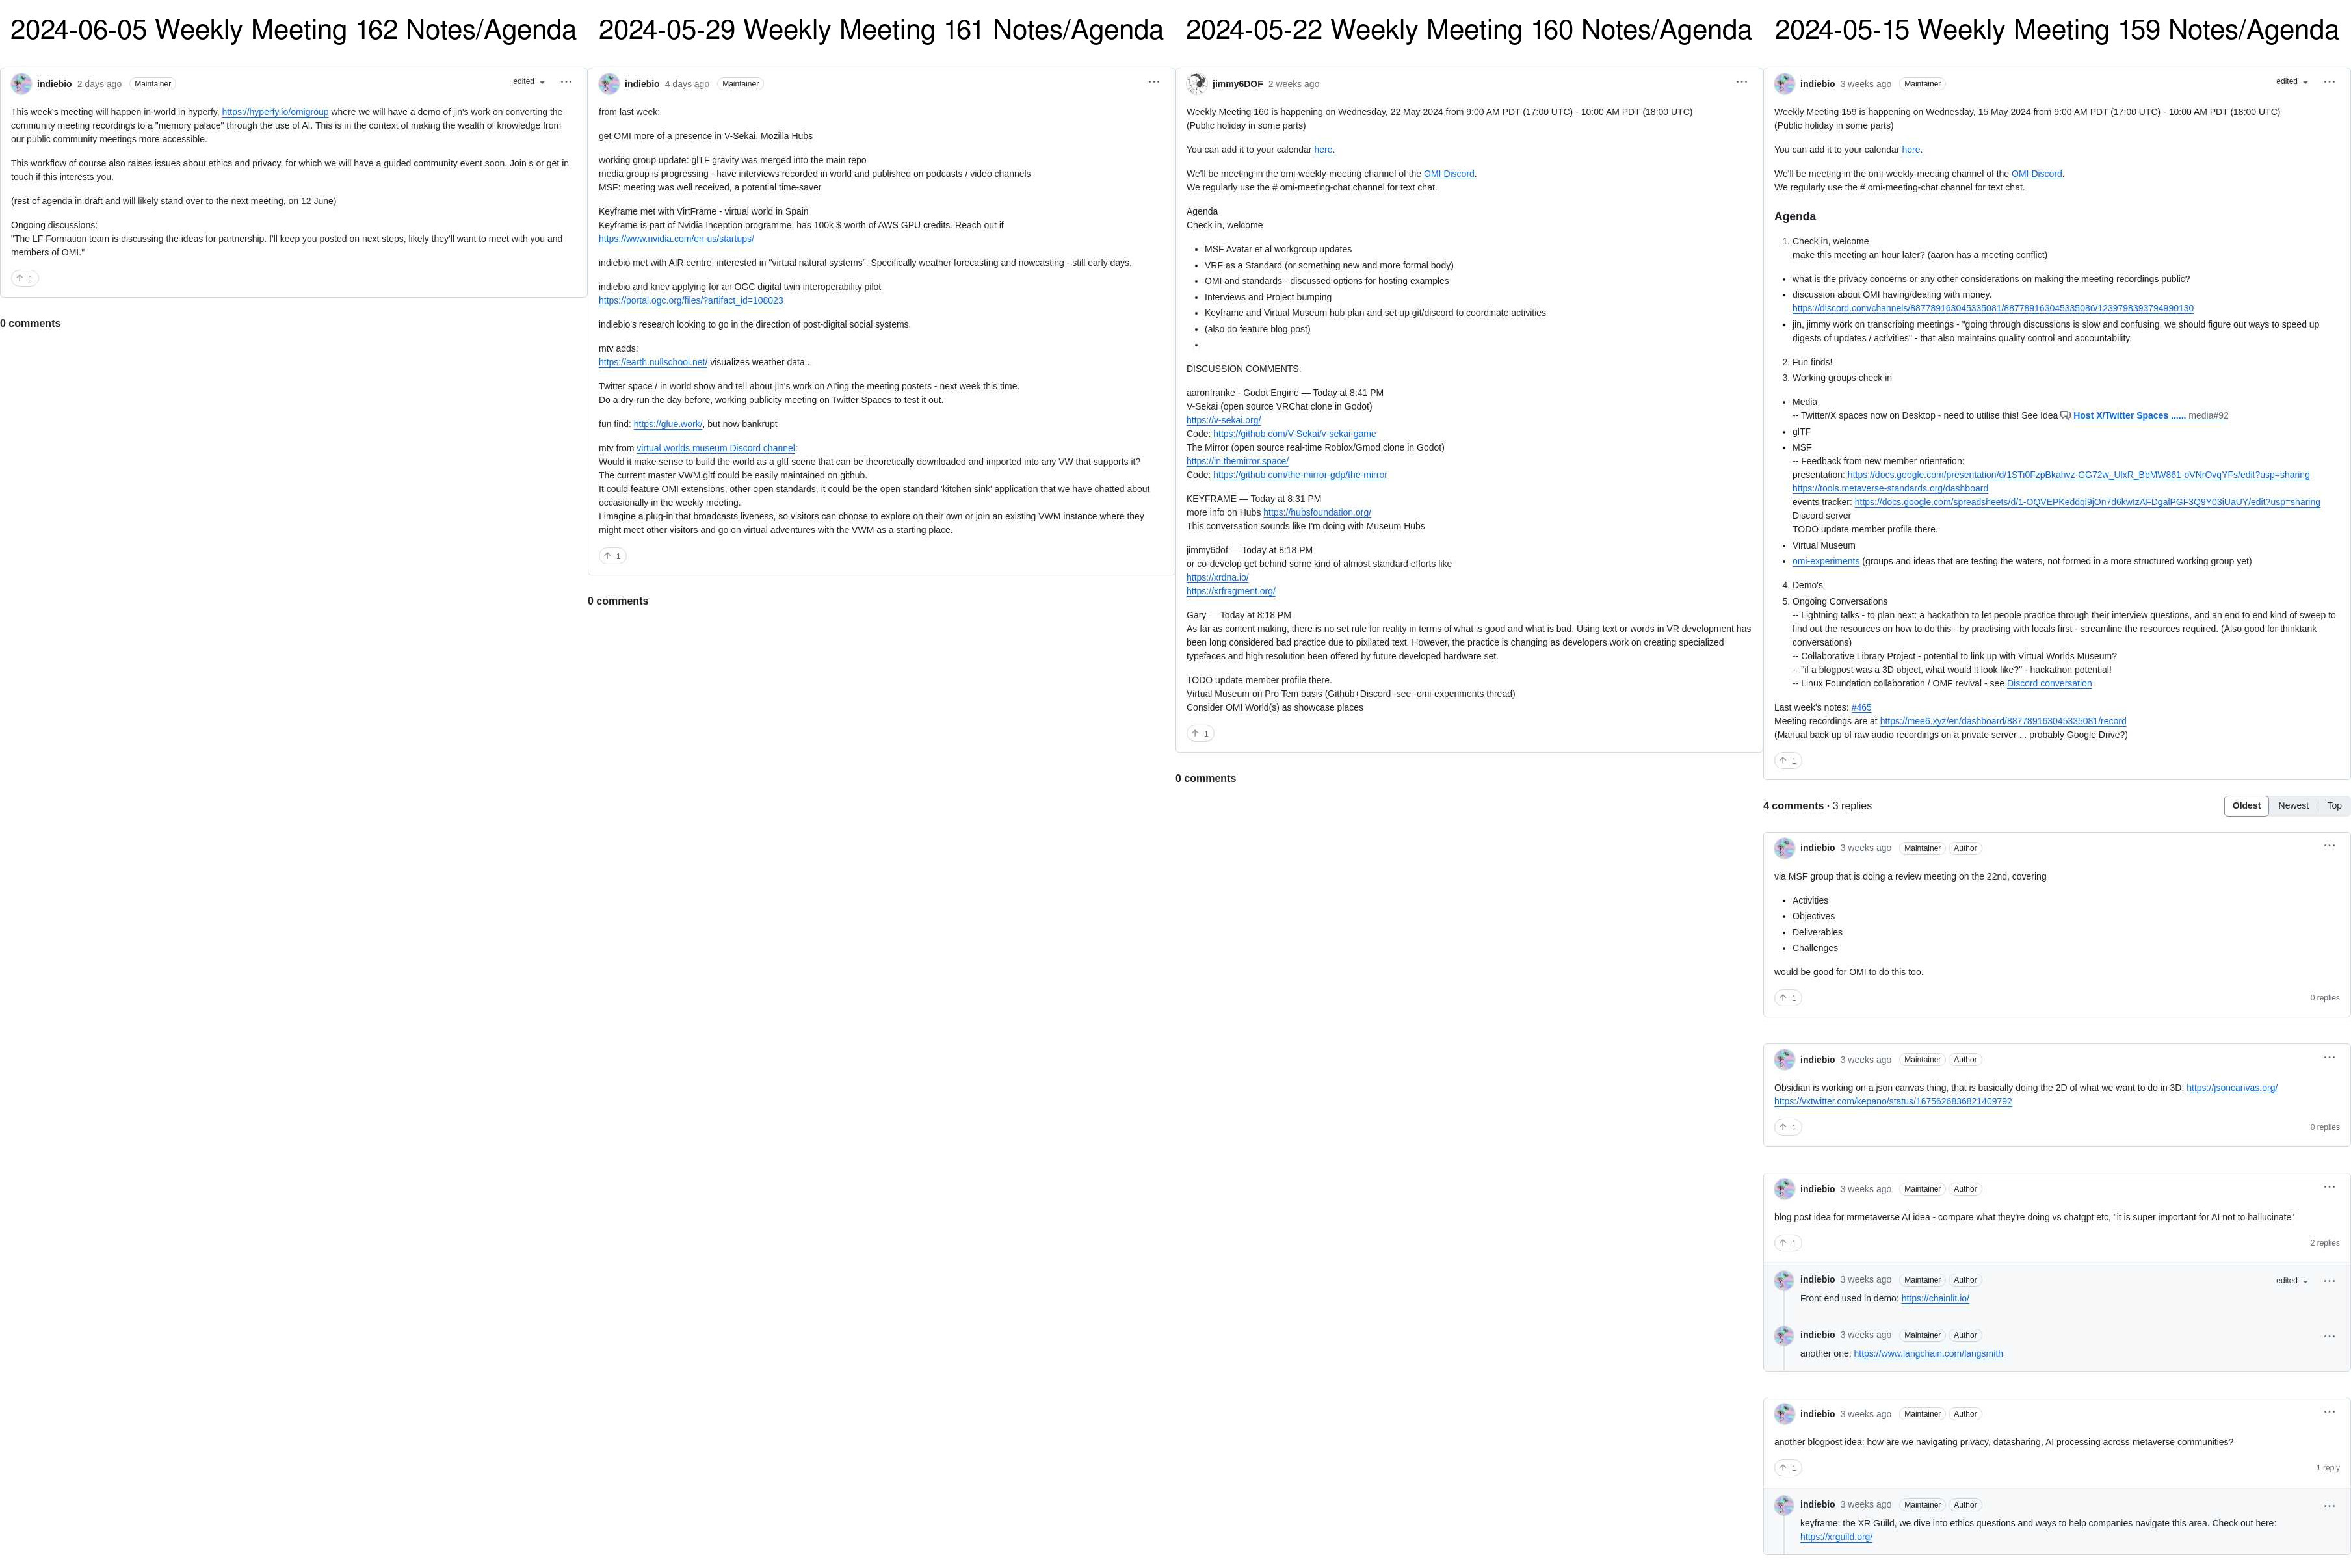 2024-06-05 Weekly Meeting 162 Notes/Agenda
indiebio 2 days ago Maintainer edited
This week's meeting will happen in-world in hyperfy, https://hyperfy.io/omigroup where we will have a demo of jin's work on converting the
community meeting recordings to a "memory palace" through the use of AI. This is in the context of making the wealth of knowledge from
our public community meetings more accessible.
This workflow of course also raises issues about ethics and privacy, for which we will have a guided community event soon. Join s or get in
touch if this interests you.
(rest of agenda in draft and will likely stand over to the next meeting, on 12 June)
Ongoing discussions:
"The LF Formation team is discussing the ideas for partnership. I'll keep you posted on next steps, likely they'll want to meet with you and
members of OMI."
1
0 comments
2024-05-29 Weekly Meeting 161 Notes/Agenda
indiebio 4 days ago Maintainer
from last week:
get OMI more of a presence in V-Sekai, Mozilla Hubs
working group update: glTF gravity was merged into the main repo
media group is progressing - have interviews recorded in world and published on podcasts / video channels
MSF: meeting was well received, a potential time-saver
Keyframe met with VirtFrame - virtual world in Spain
Keyframe is part of Nvidia Inception programme, has 100k $ worth of AWS GPU credits. Reach out if
https://www.nvidia.com/en-us/startups/
indiebio met with AIR centre, interested in "virtual natural systems". Specifically weather forecasting and nowcasting - still early days.
indiebio and knev applying for an OGC digital twin interoperability pilot
https://portal.ogc.org/files/?artifact_id=108023
indiebio's research looking to go in the direction of post-digital social systems.
mtv adds:
https://earth.nullschool.net/ visualizes weather data...
Twitter space / in world show and tell about jin's work on AI'ing the meeting posters - next week this time.
Do a dry-run the day before, working publicity meeting on Twitter Spaces to test it out.
fun find: https://glue.work/, but now bankrupt
mtv from virtual worlds museum Discord channel:
Would it make sense to build the world as a gltf scene that can be theoretically downloaded and imported into any VW that supports it?
The current master VWM.gltf could be easily maintained on github.
It could feature OMI extensions, other open standards, it could be the open standard 'kitchen sink' application that we have chatted about
occasionally in the weekly meeting.
I imagine a plug-in that broadcasts liveness, so visitors can choose to explore on their own or join an existing VWM instance where they
might meet other visitors and go on virtual adventures with the VWM as a starting place.
1
0 comments
2024-05-22 Weekly Meeting 160 Notes/Agenda
jimmy6DOF 2 weeks ago
Weekly Meeting 160 is happening on Wednesday, 22 May 2024 from 9:00 AM PDT (17:00 UTC) - 10:00 AM PDT (18:00 UTC)
(Public holiday in some parts)
You can add it to your calendar here.
We'll be meeting in the omi-weekly-meeting channel of the OMI Discord.
We regularly use the # omi-meeting-chat channel for text chat.
Agenda
Check in, welcome
• MSF Avatar et al workgroup updates
• VRF as a Standard (or something new and more formal body)
• OMI and standards - discussed options for hosting examples
• Interviews and Project bumping
• Keyframe and Virtual Museum hub plan and set up git/discord to coordinate activities
• (also do feature blog post)
•
DISCUSSION COMMENTS:
aaronfranke - Godot Engine — Today at 8:41 PM
V-Sekai (open source VRChat clone in Godot)
https://v-sekai.org/
Code: https://github.com/V-Sekai/v-sekai-game
The Mirror (open source real-time Roblox/Gmod clone in Godot)
https://in.themirror.space/
Code: https://github.com/the-mirror-gdp/the-mirror
KEYFRAME — Today at 8:31 PM
more info on Hubs https://hubsfoundation.org/
This conversation sounds like I'm doing with Museum Hubs
jimmy6dof — Today at 8:18 PM
or co-develop get behind some kind of almost standard efforts like
https://xrdna.io/
https://xrfragment.org/
Gary — Today at 8:18 PM
As far as content making, there is no set rule for reality in terms of what is good and what is bad. Using text or words in VR development has
been long considered bad practice due to pixilated text. However, the practice is changing as developers work on creating specialized
typefaces and high resolution been offered by future developed hardware set.
TODO update member profile there.
Virtual Museum on Pro Tem basis (Github+Discord -see -omi-experiments thread)
Consider OMI World(s) as showcase places
1
0 comments
2024-05-15 Weekly Meeting 159 Notes/Agenda
indiebio 3 weeks ago Maintainer edited
Weekly Meeting 159 is happening on Wednesday, 15 May 2024 from 9:00 AM PDT (17:00 UTC) - 10:00 AM PDT (18:00 UTC)
(Public holiday in some parts)
You can add it to your calendar here.
We'll be meeting in the omi-weekly-meeting channel of the OMI Discord.
We regularly use the # omi-meeting-chat channel for text chat.
Agenda
1. Check in, welcome
make this meeting an hour later? (aaron has a meeting conflict)
• what is the privacy concerns or any other considerations on making the meeting recordings public?
• discussion about OMI having/dealing with money.
https://discord.com/channels/887789163045335081/887789163045335086/1239798393794990130
• jin, jimmy work on transcribing meetings - "going through discussions is slow and confusing, we should figure out ways to speed up
digests of updates / activities" - that also maintains quality control and accountability.
2. Fun finds!
3. Working groups check in
• Media
-- Twitter/X spaces now on Desktop - need to utilise this! See Idea Host X/Twitter Spaces ...... media#92
• glTF
• MSF
-- Feedback from new member orientation:
presentation: https://docs.google.com/presentation/d/1STi0FzpBkahvz-GG72w_UlxR_BbMW861-oVNrOvqYFs/edit?usp=sharing
https://tools.metaverse-standards.org/dashboard
events tracker: https://docs.google.com/spreadsheets/d/1-OQVEPKeddql9jOn7d6kwIzAFDgalPGF3Q9Y03iUaUY/edit?usp=sharing
Discord server
TODO update member profile there.
• Virtual Museum
• omi-experiments (groups and ideas that are testing the waters, not formed in a more structured working group yet)
4. Demo's
5. Ongoing Conversations
-- Lightning talks - to plan next: a hackathon to let people practice through their interview questions, and an end to end kind of sweep to
find out the resources on how to do this - by practising with locals first - streamline the resources required. (Also good for thinktank
conversations)
-- Collaborative Library Project - potential to link up with Virtual Worlds Museum?
-- "if a blogpost was a 3D object, what would it look like?" - hackathon potential!
-- Linux Foundation collaboration / OMF revival - see Discord conversation
Last week's notes: #465
Meeting recordings are at https://mee6.xyz/en/dashboard/887789163045335081/record
(Manual back up of raw audio recordings on a private server ... probably Google Drive?)
1
4 comments · 3 replies Oldest Newest Top
indiebio 3 weeks ago Maintainer Author
via MSF group that is doing a review meeting on the 22nd, covering
• Activities
• Objectives
• Deliverables
• Challenges
would be good for OMI to do this too.
1 0 replies
indiebio 3 weeks ago Maintainer Author
Obsidian is working on a json canvas thing, that is basically doing the 2D of what we want to do in 3D: https://jsoncanvas.org/
https://vxtwitter.com/kepano/status/1675626836821409792
1 0 replies
indiebio 3 weeks ago Maintainer Author
blog post idea for mrmetaverse AI idea - compare what they're doing vs chatgpt etc, "it is super important for AI not to hallucinate"
1 2 replies
indiebio 3 weeks ago Maintainer Author edited
Front end used in demo: https://chainlit.io/
indiebio 3 weeks ago Maintainer Author
another one: https://www.langchain.com/langsmith
indiebio 3 weeks ago Maintainer Author
another blogpost idea: how are we navigating privacy, datasharing, AI processing across metaverse communities?
1 1 reply
indiebio 3 weeks ago Maintainer Author
keyframe: the XR Guild, we dive into ethics questions and ways to help companies navigate this area. Check out here:
https://xrguild.org/